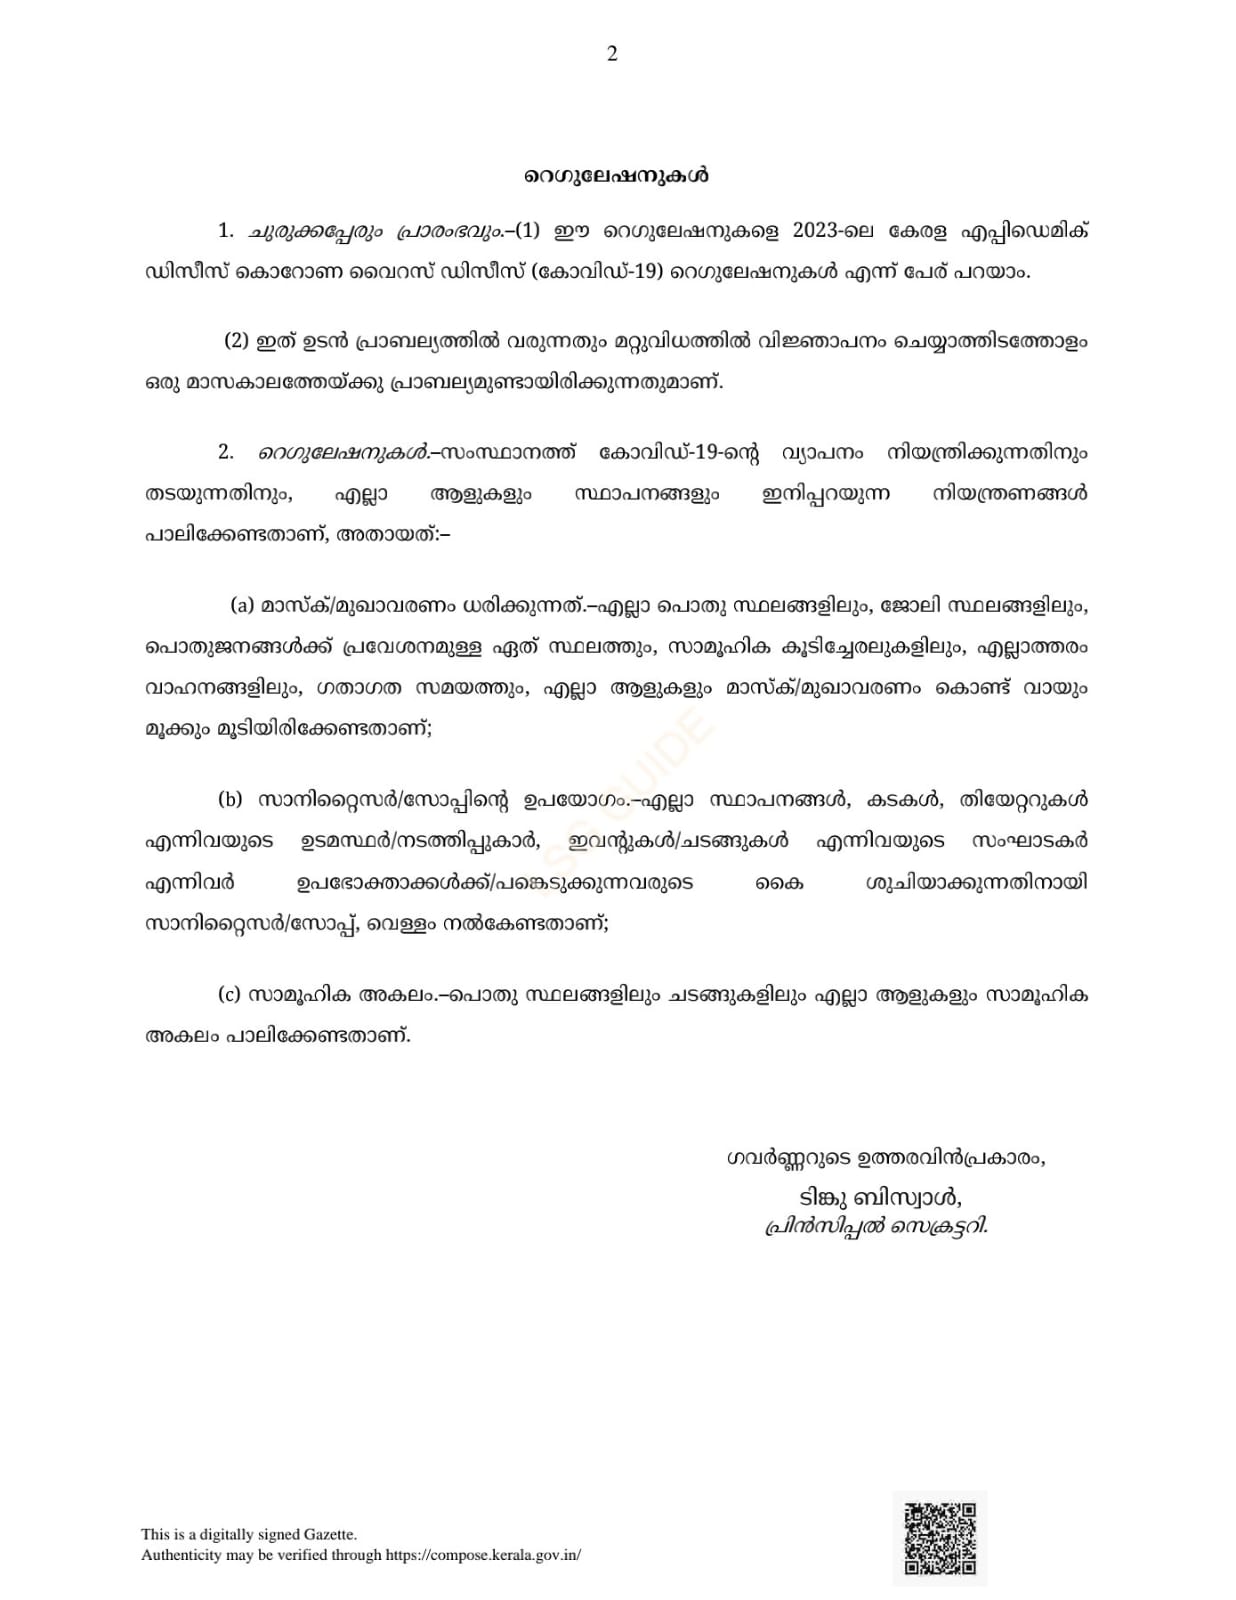 2
റെഗുലേഷനുകൾ
1. ചുരുക്കപ്പേരും പ്രാരംഭവും.–(1) ഈ റെഗുലേഷനുകളെ 2023-ലെ കേരള എപ്പിഡെമിക്
ഡിസീസ് കൊറോണ വൈറസ് ഡിസീസ് (കോവിഡ്-19) റെഗുലേഷനുകൾ എന്ന് പേര് പറയാം.
(2) ഇത് ഉടൻ പ്രാബല്യത്തിൽ വരുന്നതും മറ്റുവിധത്തിൽ വിജ്ഞാപനം ചെയ്യാത്തിടത്തോളം
ഒരു മാസകാലത്തേയ്ക്കു പ്രാബല്യമുണ്ടായിരിക്കുന്നതുമാണ്.
2. റെഗുലേഷനുകൾ.–സംസ്ഥാനത്ത് കോവിഡ്-19-ന്റെ വ്യാപനം നിയന്ത്രിക്കുന്നതിനും
തടയുന്നതിനും, എല്ലാ ആളുകളും സ്ഥാപനങ്ങളും ഇനിപ്പറയുന്ന നിയന്ത്രണങ്ങൾ
പാലിക്കേണ്ടതാണ്, അതായത്:–
(a) മാസ്ക്/മുഖാവരണം ധരിക്കുന്നത്.–എല്ലാ പൊതു സ്ഥലങ്ങളിലും, ജോലി സ്ഥലങ്ങളിലും,
പൊതുജനങ്ങൾക്ക് പ്രവേശനമുള്ള ഏത് സ്ഥലത്തും, സാമൂഹിക കൂടിച്ചേരലുകളിലും, എല്ലാത്തരം
വാഹനങ്ങളിലും, ഗതാഗത സമയത്തും, എല്ലാ ആളുകളും മാസ്ക്/മുഖാവരണം കൊണ്ട് വായും
മൂക്കും മൂടിയിരിക്കേണ്ടതാണ്;
(b) സാനിറ്റൈസർ/സോപ്പിന്റെ ഉപയോഗം.–എല്ലാ സ്ഥാപനങ്ങൾ, കടകൾ, തിയേറ്ററുകൾ
എന്നിവയുടെ ഉടമസ്ഥർ/നടത്തിപ്പുകാർ, ഇവന്റുകൾ/ചടങ്ങുകൾ എന്നിവയുടെ സംഘാടകർ
എന്നിവർ ഉപഭോക്താക്കൾക്ക്/പങ്കെടുക്കുന്നവരുടെ കൈ ശുചിയാക്കുന്നതിനായി
സാനിറ്റൈസർ/സോപ്പ്, വെള്ളം നൽകേണ്ടതാണ്;
(c) സാമൂഹിക അകലം.–പൊതു സ്ഥലങ്ങളിലും ചടങ്ങുകളിലും എല്ലാ ആളുകളും സാമൂഹിക
അകലം പാലിക്കേണ്ടതാണ്.
ഗവർണ്ണറുടെ ഉത്തരവിൻപ്രകാരം,
ടിങ്കു ബിസ്വാൾ,
പ്രിൻസിപ്പൽ സെക്രട്ടറി.
This is a digitally signed Gazette.
Authenticity may be verified through https://compose.kerala.gov.in/
LSG GUIDE